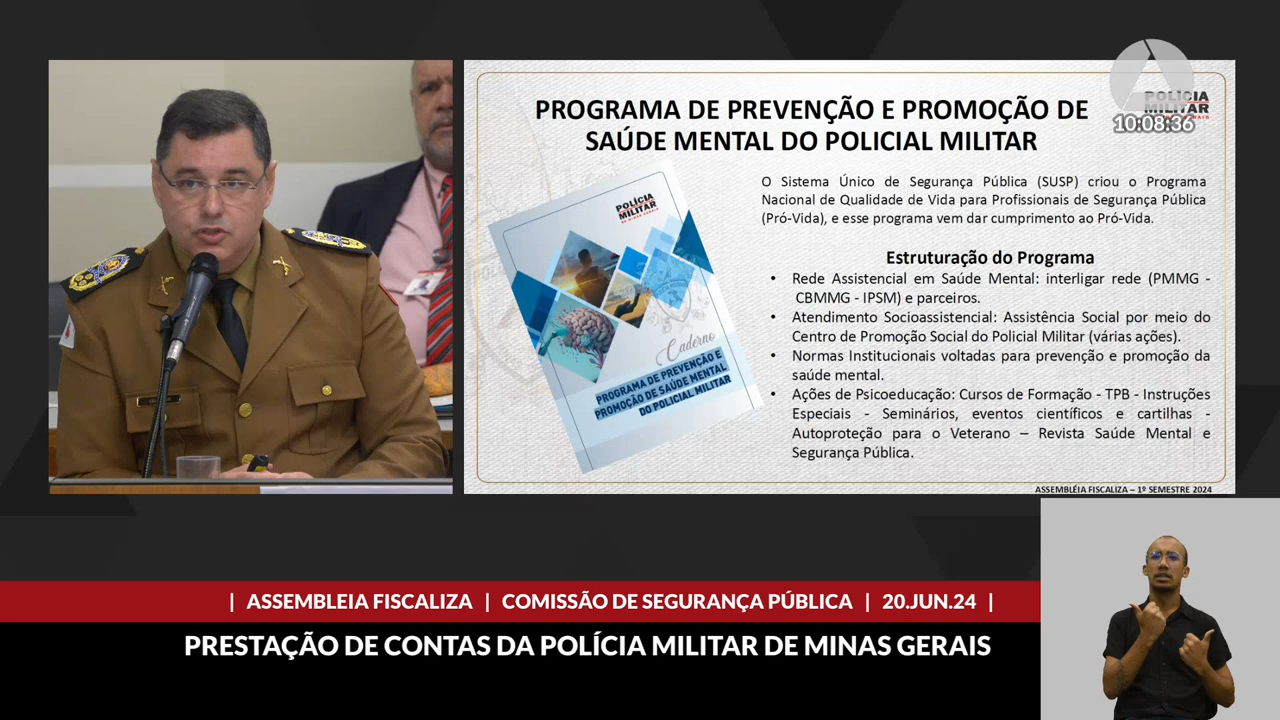 PROGRAMA DE PREVENÇÃO E PROMOÇÃO DE
SAÚDE MENTAL DO POLICIAL MILITAR
POLÍCIA
MILITAR
10:08:36
O Sistema Único de Segurança Pública (SUSP) criou o Programa
Nacional de Qualidade de Vida para Profissionais de Segurança Pública
(Pró-Vida), e esse programa vem dar cumprimento ao Pró-Vida.
Estruturação do Programa
• Rede Assistencial em Saúde Mental: interligar rede (PMMG -
CBMMG - IPSM) e parceiros.
• Atendimento Socioassistencial: Assistência Social por meio do
Centro de Promoção Social do Policial Militar (várias ações).
• Normas Institucionais voltadas para prevenção e promoção da
saúde mental.
• Ações de Psicoeducação: Cursos de Formação - TPB - Instruções
Especiais - Seminários, eventos científicos e cartilhas -
Autoproteção para o Veterano – Revista Saúde Mental e
Segurança Pública.
POLÍCIA
MILITAR
DE MINAS GERAIS
Caderno
PROGRAMA DE PREVENÇÃO E
PROMOÇÃO DE SAÚDE MENTAL
DO POLICIAL MILITAR
ASSEMBLÉIA FISCALIZA – 1º SEMESTRE 2024
| ASSEMBLEIA FISCALIZA | COMISSÃO DE SEGURANÇA PÚBLICA | 20.JUN.24 |
PRESTAÇÃO DE CONTAS DA POLÍCIA MILITAR DE MINAS GERAIS